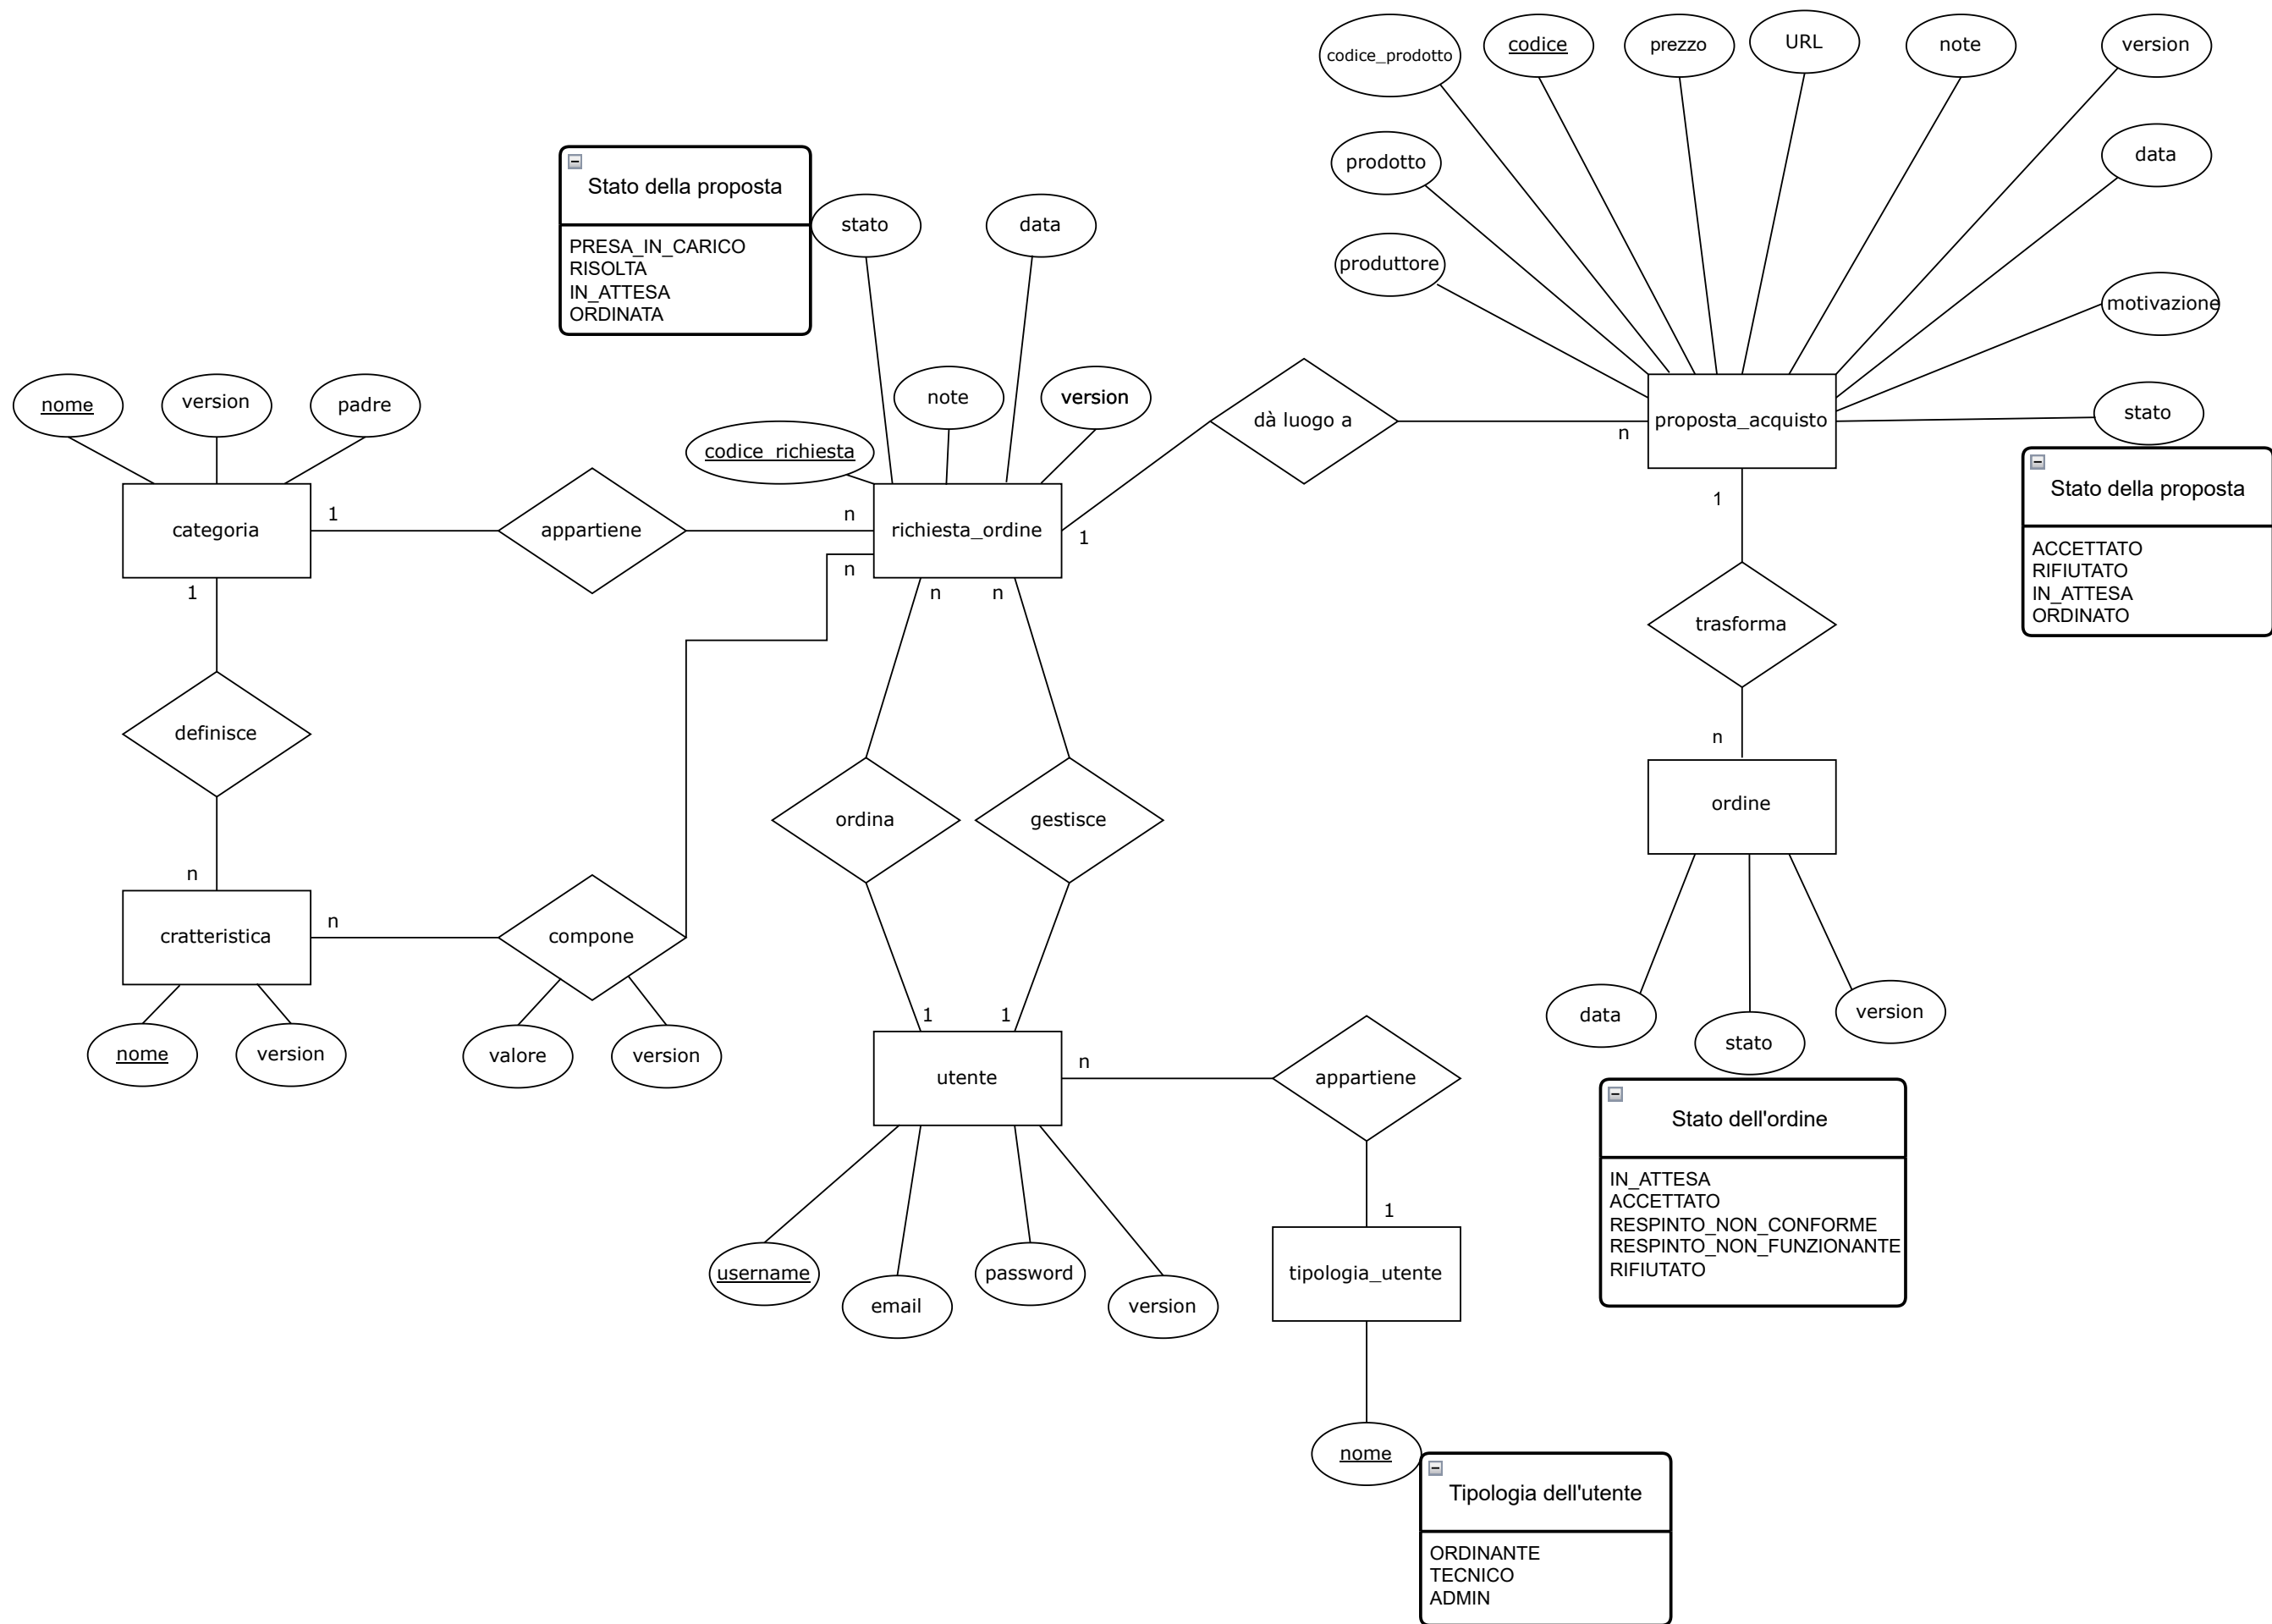 codice_prodotto
codice
prezzo
URL
note
version
prodotto
data
produttore
motivazione
stato
Stato della proposta
PRESA_IN_CARICO
RISOLTA
IN_ATTESA
ORDINATA
stato
data
nome
version
padre
note
version
codice_richiesta
dà luogo a
n
proposta_acquisto
Stato della proposta
ACCETTATO
RIFIUTATO
IN_ATTESA
ORDINATO
categoria
1
appartiene
n
richiesta_ordine
1
1
n
n
n
1
trasforma
n
definisce
ordina
gestisce
ordine
n
cratteristica
n
compone
nome
version
valore
version
1
1
utente
n
appartiene
1
data
stato
version
Stato dell'ordine
IN_ATTESA
ACCETTATO
RESPINTO_NON_CONFORME
RESPINTO_NON_FUNZIONANTE
RIFIUTATO
username
email
password
version
tipologia_utente
nome
Tipologia dell'utente
ORDINANTE
TECNICO
ADMIN